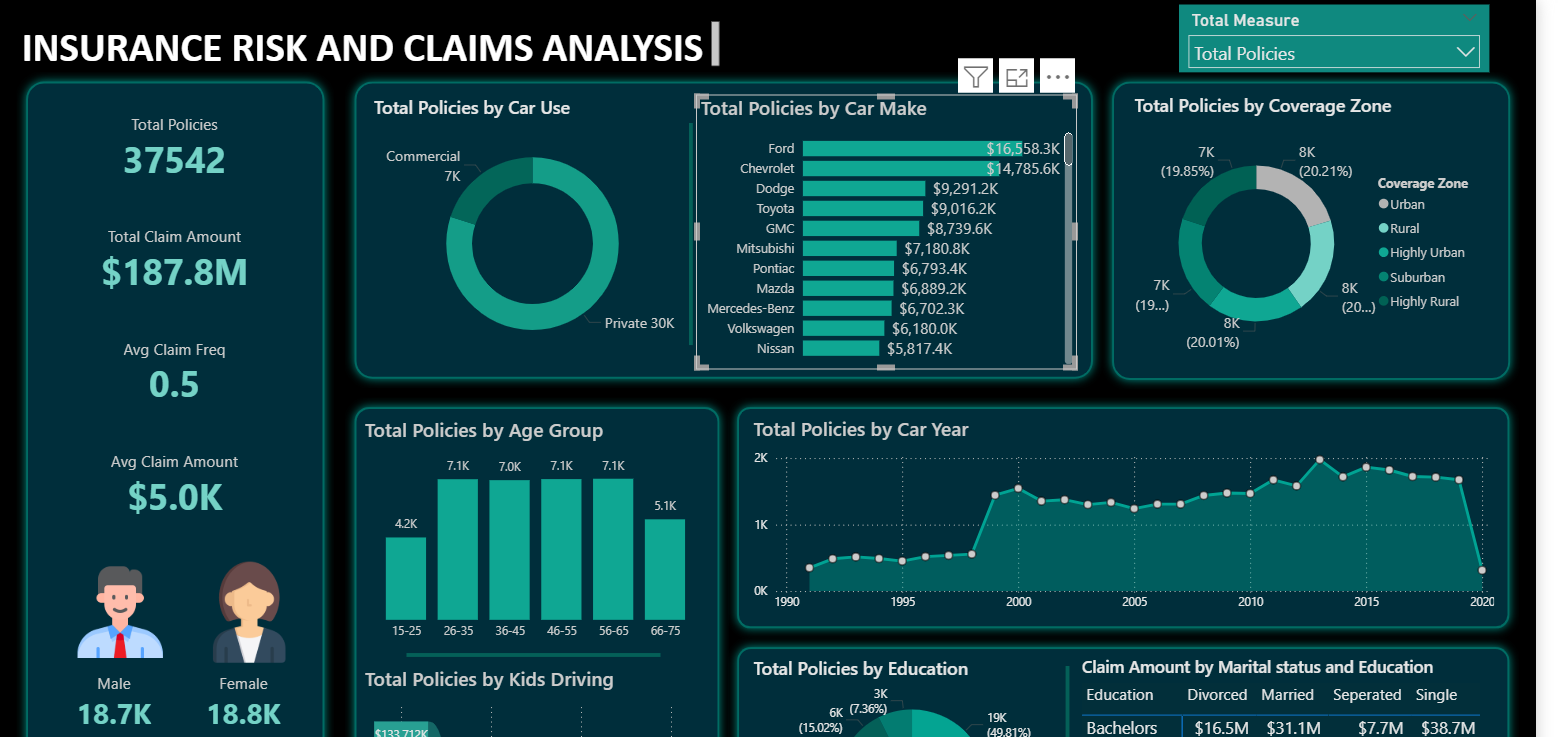 INSURANCE RISK AND CLAIMS ANALYSIS
Total Measure
Total Policies
Total Policies
37542
Total Claim Amount
$187.8M
Avg Claim Freq
0.5
Avg Claim Amount
$5.0K
Male
18.7K
Female
18.8K
Total Policies by Car Use
Commercial
7K
Private 30K
Total Policies by Car Make
Ford $16,558.3K
Chevrolet $14,785.6K
Dodge $9,291.2K
Toyota $9,016.2K
GMC $8,739.6K
Mitsubishi $7,180.8K
Pontiac $6,793.4K
Mazda $6,889.2K
Mercedes-Benz $6,702.3K
Volkswagen $6,180.0K
Nissan $5,817.4K
Total Policies by Coverage Zone
7K
(19.85%)
8K
(20.21%)
7K
(19...)
8K
(20...)
8K
(20.01%)
Coverage Zone
Urban
Rural
Highly Urban
Suburban
Highly Rural
Total Policies by Age Group
4.2K
7.1K
7.0K
7.1K
7.1K
5.1K
15-25 26-35 36-45 46-55 56-65 66-75
Total Policies by Kids Driving
$133,712K
Total Policies by Car Year
2K
1K
0K
1990 1995 2000 2005 2010 2015 2020
Total Policies by Education
3K
(7.36%)
6K
(15.02%)
19K
(49.81%)
Claim Amount by Marital status and Education
Education Divorced Married Seperated Single
Bachelors $16.5M $31.1M $7.7M $38.7M